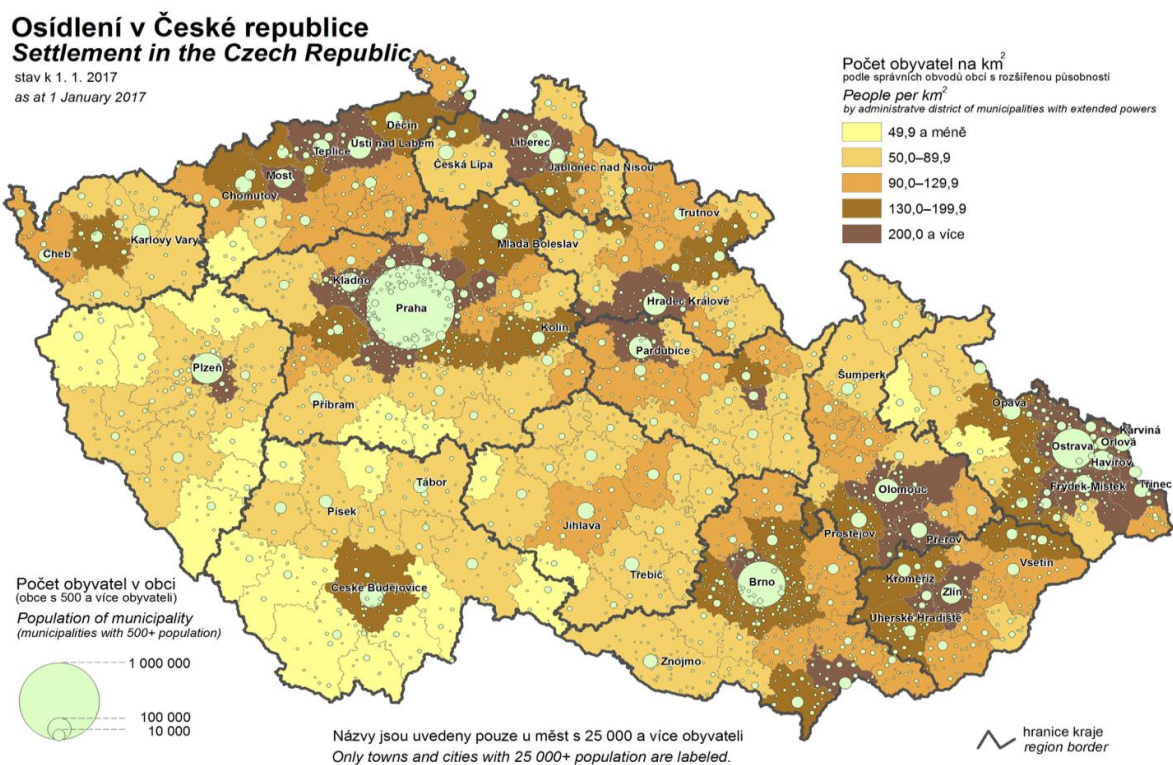 Osídlení v České republice
Settlement in the Czech Republic
stav k 1. 1. 2017
as at 1 January 2017
Počet obyvatel na km²
podle správních obvodů obcí s rozšířenou působností
People per km²
by administratve district of municipalities with extended powers
49,9 a méně
50,0–89,9
90,0–129,9
130,0–199,9
200,0 a více
Děčín
Teplice
Ústí nad Labem
Liberec
Česká Lípa
Jablonec nad Nisou
Most
Chomutov
Trutnov
Karlovy Vary
Mladá Boleslav
Cheb
Kladno
Praha
Hradec Králové
Kolín
Pardubice
Plzeň
Šumperk
Příbram
Opava
Karviná
Orlová
Ostrava
Havířov
Tábor
Olomouc
Frýdek-Místek
Třinec
Písek
Jihlava
Prostějov
Přerov
Vsetín
Třebíč
Kroměříž
České Budějovice
Brno
Zlín
Uherské Hradiště
Znojmo
Počet obyvatel v obci
(obce s 500 a více obyvateli)
Population of municipality
(municipalities with 500+ population)
1 000 000
100 000
10 000
Názvy jsou uvedeny pouze u měst s 25 000 a více obyvateli
Only towns and cities with 25 000+ population are labeled.
hranice kraje
region border